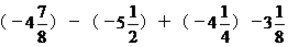 (-4 7/8) - (-5 1/2) + (-4 1/4) -3 1/8